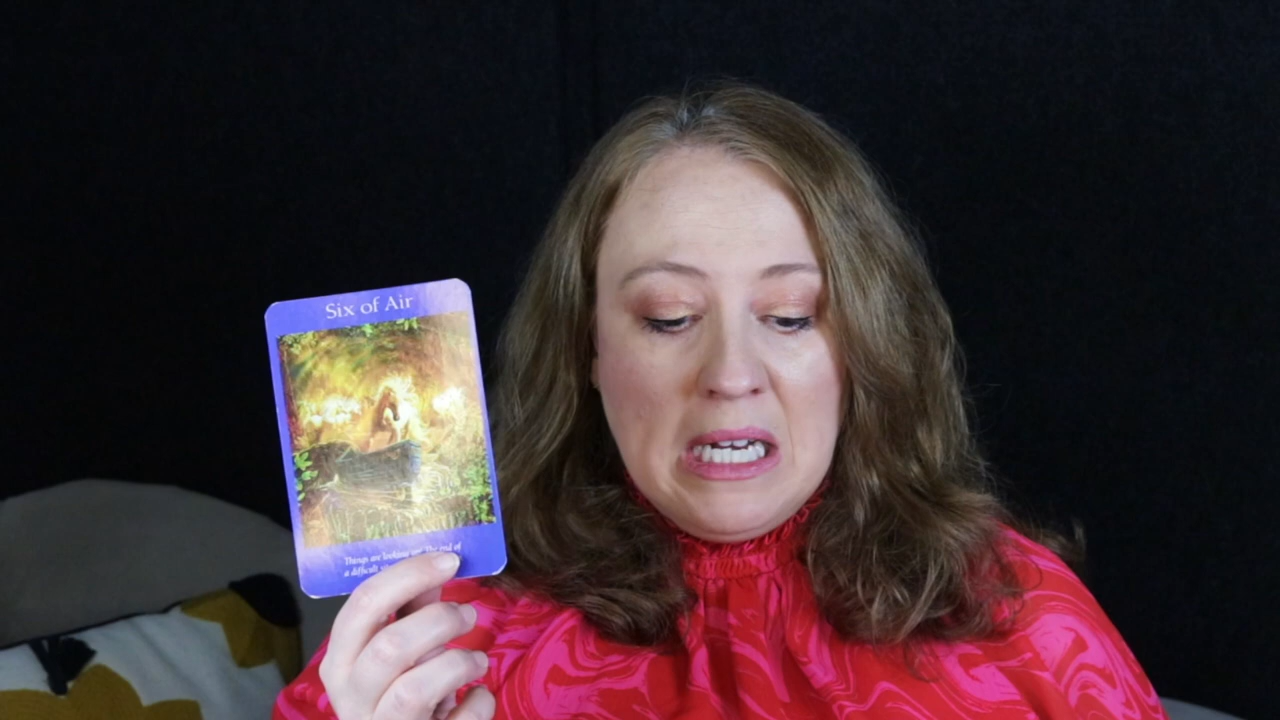 Six of Air
Things are looking up. The end of
a difficult